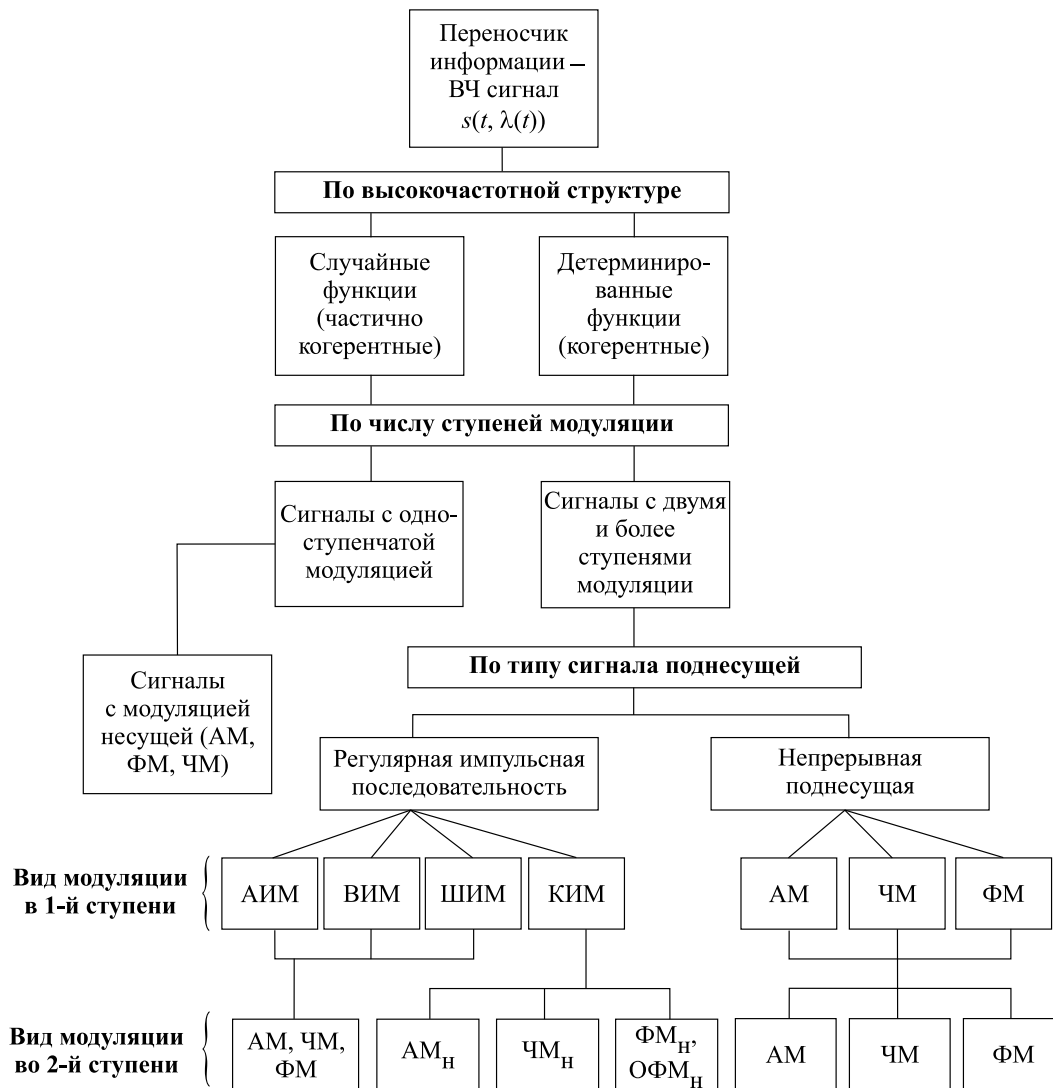 Переносчик
информации –
ВЧ сигнал
s(t, λ(t))
По высокочастотной структуре
Случайные
функции
(частично
когерентные)
Детерминиро-
ванные
функции
(когерентные)
По числу ступеней модуляции
Сигналы с одно-
ступенчатой
модуляцией
Сигналы с двумя
и более
ступенями
модуляции
Сигналы
с модуляцией
несущей (АМ,
ФМ, ЧМ)
По типу сигнала поднесущей
Регулярная импульсная
последовательность
Непрерывная
поднесущая
Вид модуляции
в 1-й ступени
АИМ
ВИМ
ШИМ
КИМ
АМ
ЧМ
ФМ
Вид модуляции
во 2-й ступени
АМ, ЧМ,
ФМ
АМн
ЧМн
ФМн,
ОФМн
АМ
ЧМ
ФМ